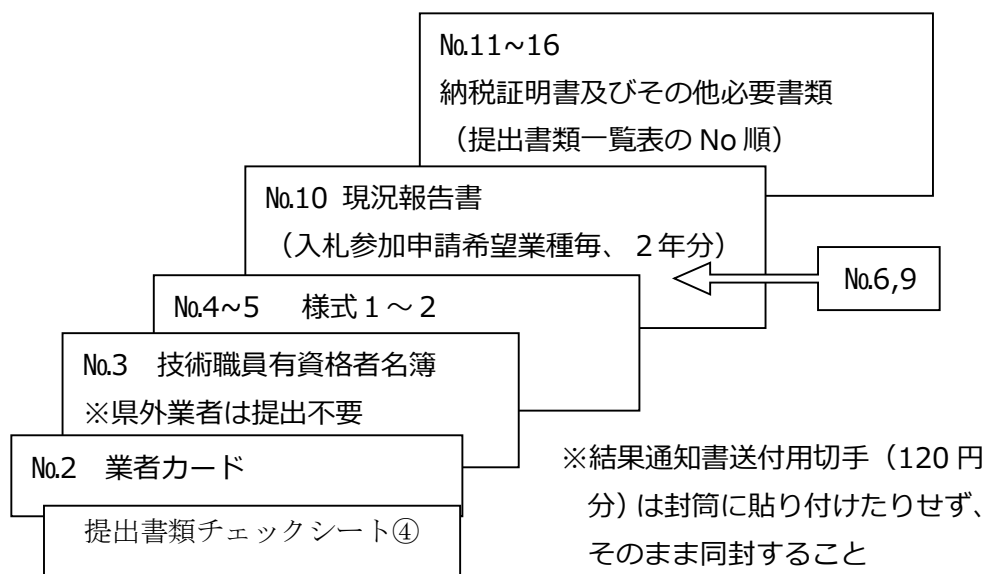 №11~16
納税証明書及びその他必要書類
（提出書類一覧表の No 順）
№10 現況報告書
（入札参加申請希望業種毎、２年分）
№6,9
№4~5　様式１～２
№3　技術職員有資格者名簿
※県外業者は提出不要
№2　業者カード
提出書類チェックシート④
※結果通知書送付用切手（120 円
分）は封筒に貼り付けたりせず、
そのまま同封すること